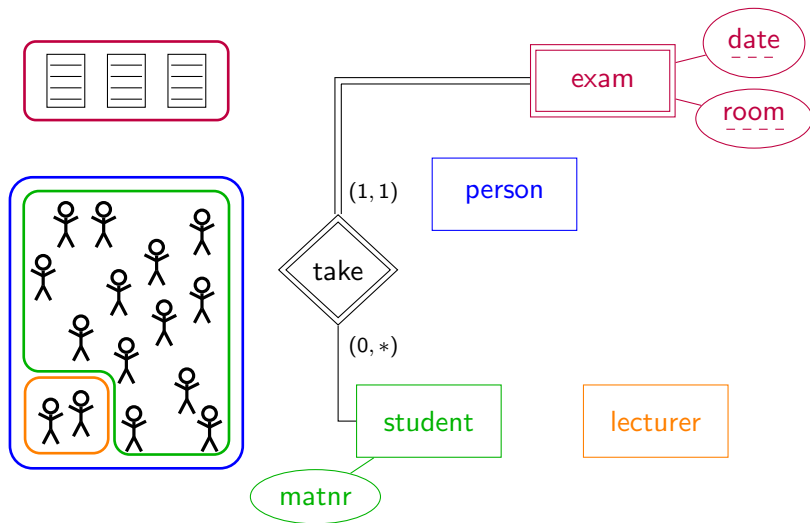 date
exam
room
(1, 1)
person
take
(0, ∗)
student
lecturer
matnr